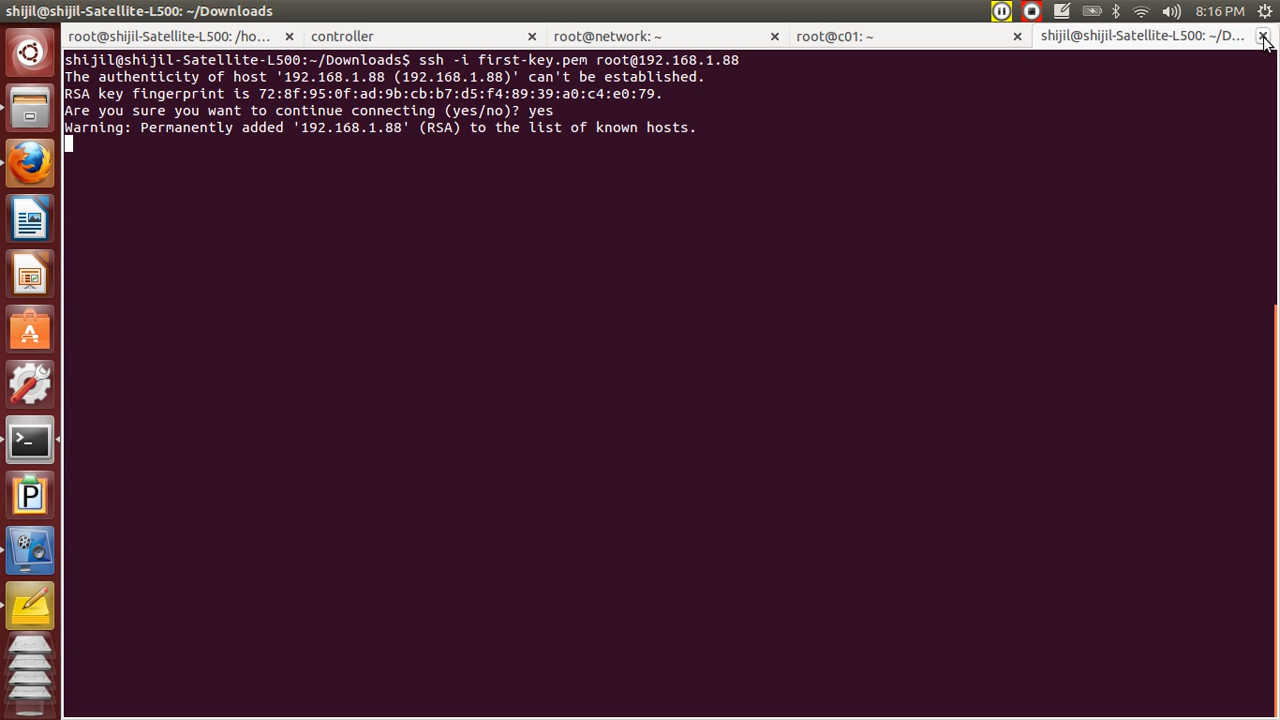 shijil@shijil-Satellite-L500: ~/Downloads
8:16 PM
root@shijil-Satellite-L500: /ho...
controller
root@network: ~
root@c01: ~
shijil@shijil-Satellite-L500: ~/D...
shijil@shijil-Satellite-L500:~/Downloads$ ssh -i first-key.pem root@192.168.1.88
The authenticity of host '192.168.1.88 (192.168.1.88)' can't be established.
RSA key fingerprint is 72:8f:95:0f:ad:9b:cb:b7:d5:f4:89:39:a0:c4:e0:79.
Are you sure you want to continue connecting (yes/no)? yes
Warning: Permanently added '192.168.1.88' (RSA) to the list of known hosts.
A
>_
P